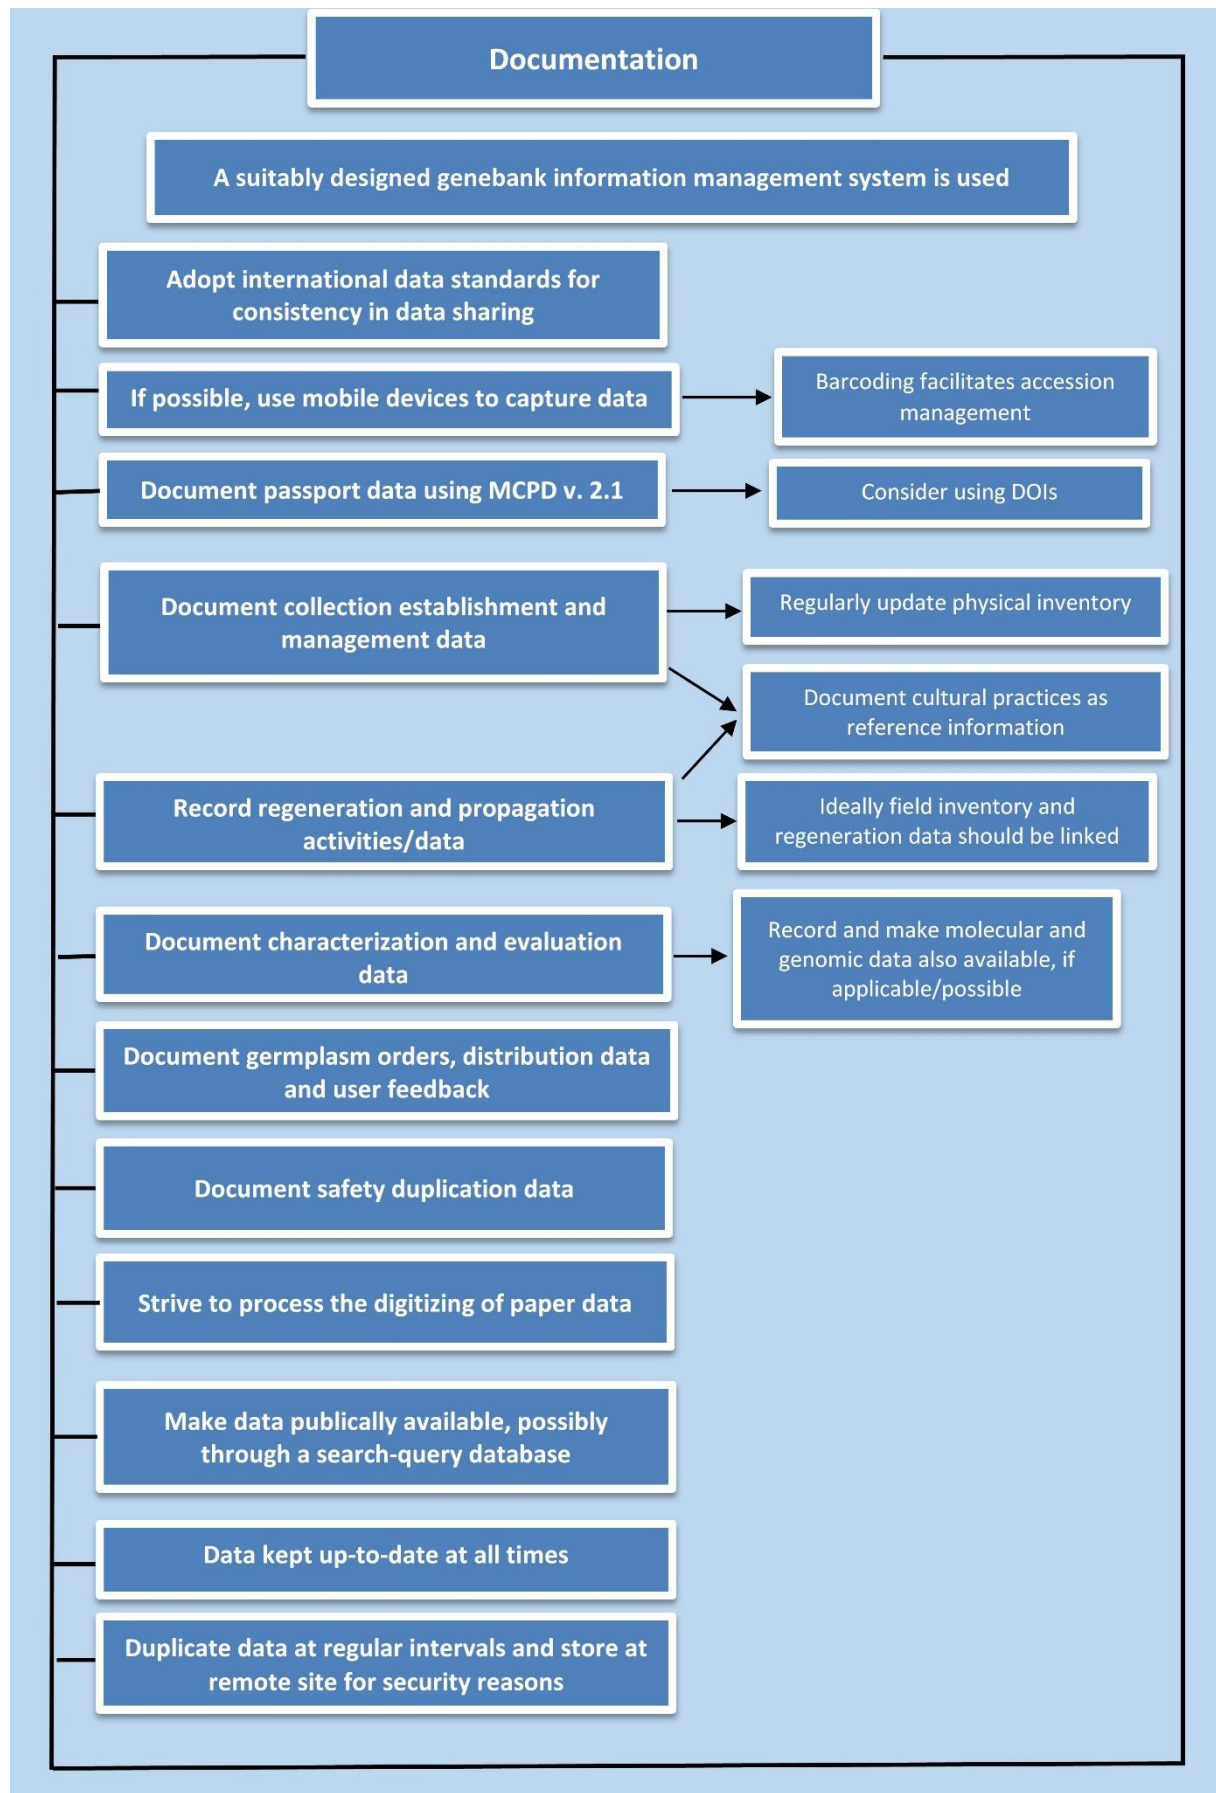 Documentation
A suitably designed genebank information management system is used
Adopt international data standards for
consistency in data sharing
If possible, use mobile devices to capture data
Barcoding facilitates accession
management
Document passport data using MCPD v. 2.1
Consider using DOIs
Document collection establishment and
management data
Regularly update physical inventory
Document cultural practices as
reference information
Record regeneration and propagation
activities/data
Ideally field inventory and
regeneration data should be linked
Document characterization and evaluation
data
Record and make molecular and
genomic data also available, if
applicable/possible
Document germplasm orders, distribution data
and user feedback
Document safety duplication data
Strive to process the digitizing of paper data
Make data publically available, possibly
through a search-query database
Data kept up-to-date at all times
Duplicate data at regular intervals and store at
remote site for security reasons